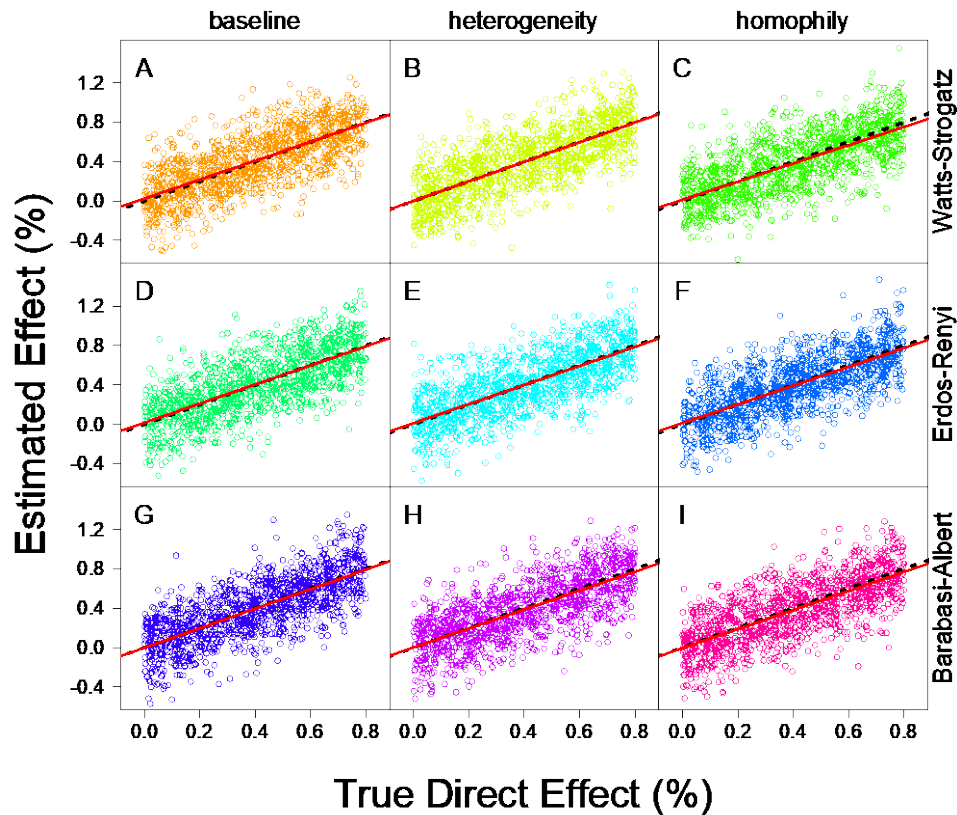 baseline heterogeneity homophily
A B C
1.2
0.8
0.4
0.0
-0.4
Watts-Strogatz
D E F
1.2
0.8
0.4
0.0
-0.4
Erdos-Renyi
G H I
1.2
0.8
0.4
0.0
-0.4
Barabasi-Albert
Estimated Effect (%)
0.0 0.2 0.4 0.6 0.8 0.0 0.2 0.4 0.6 0.8 0.0 0.2 0.4 0.6 0.8
True Direct Effect (%)